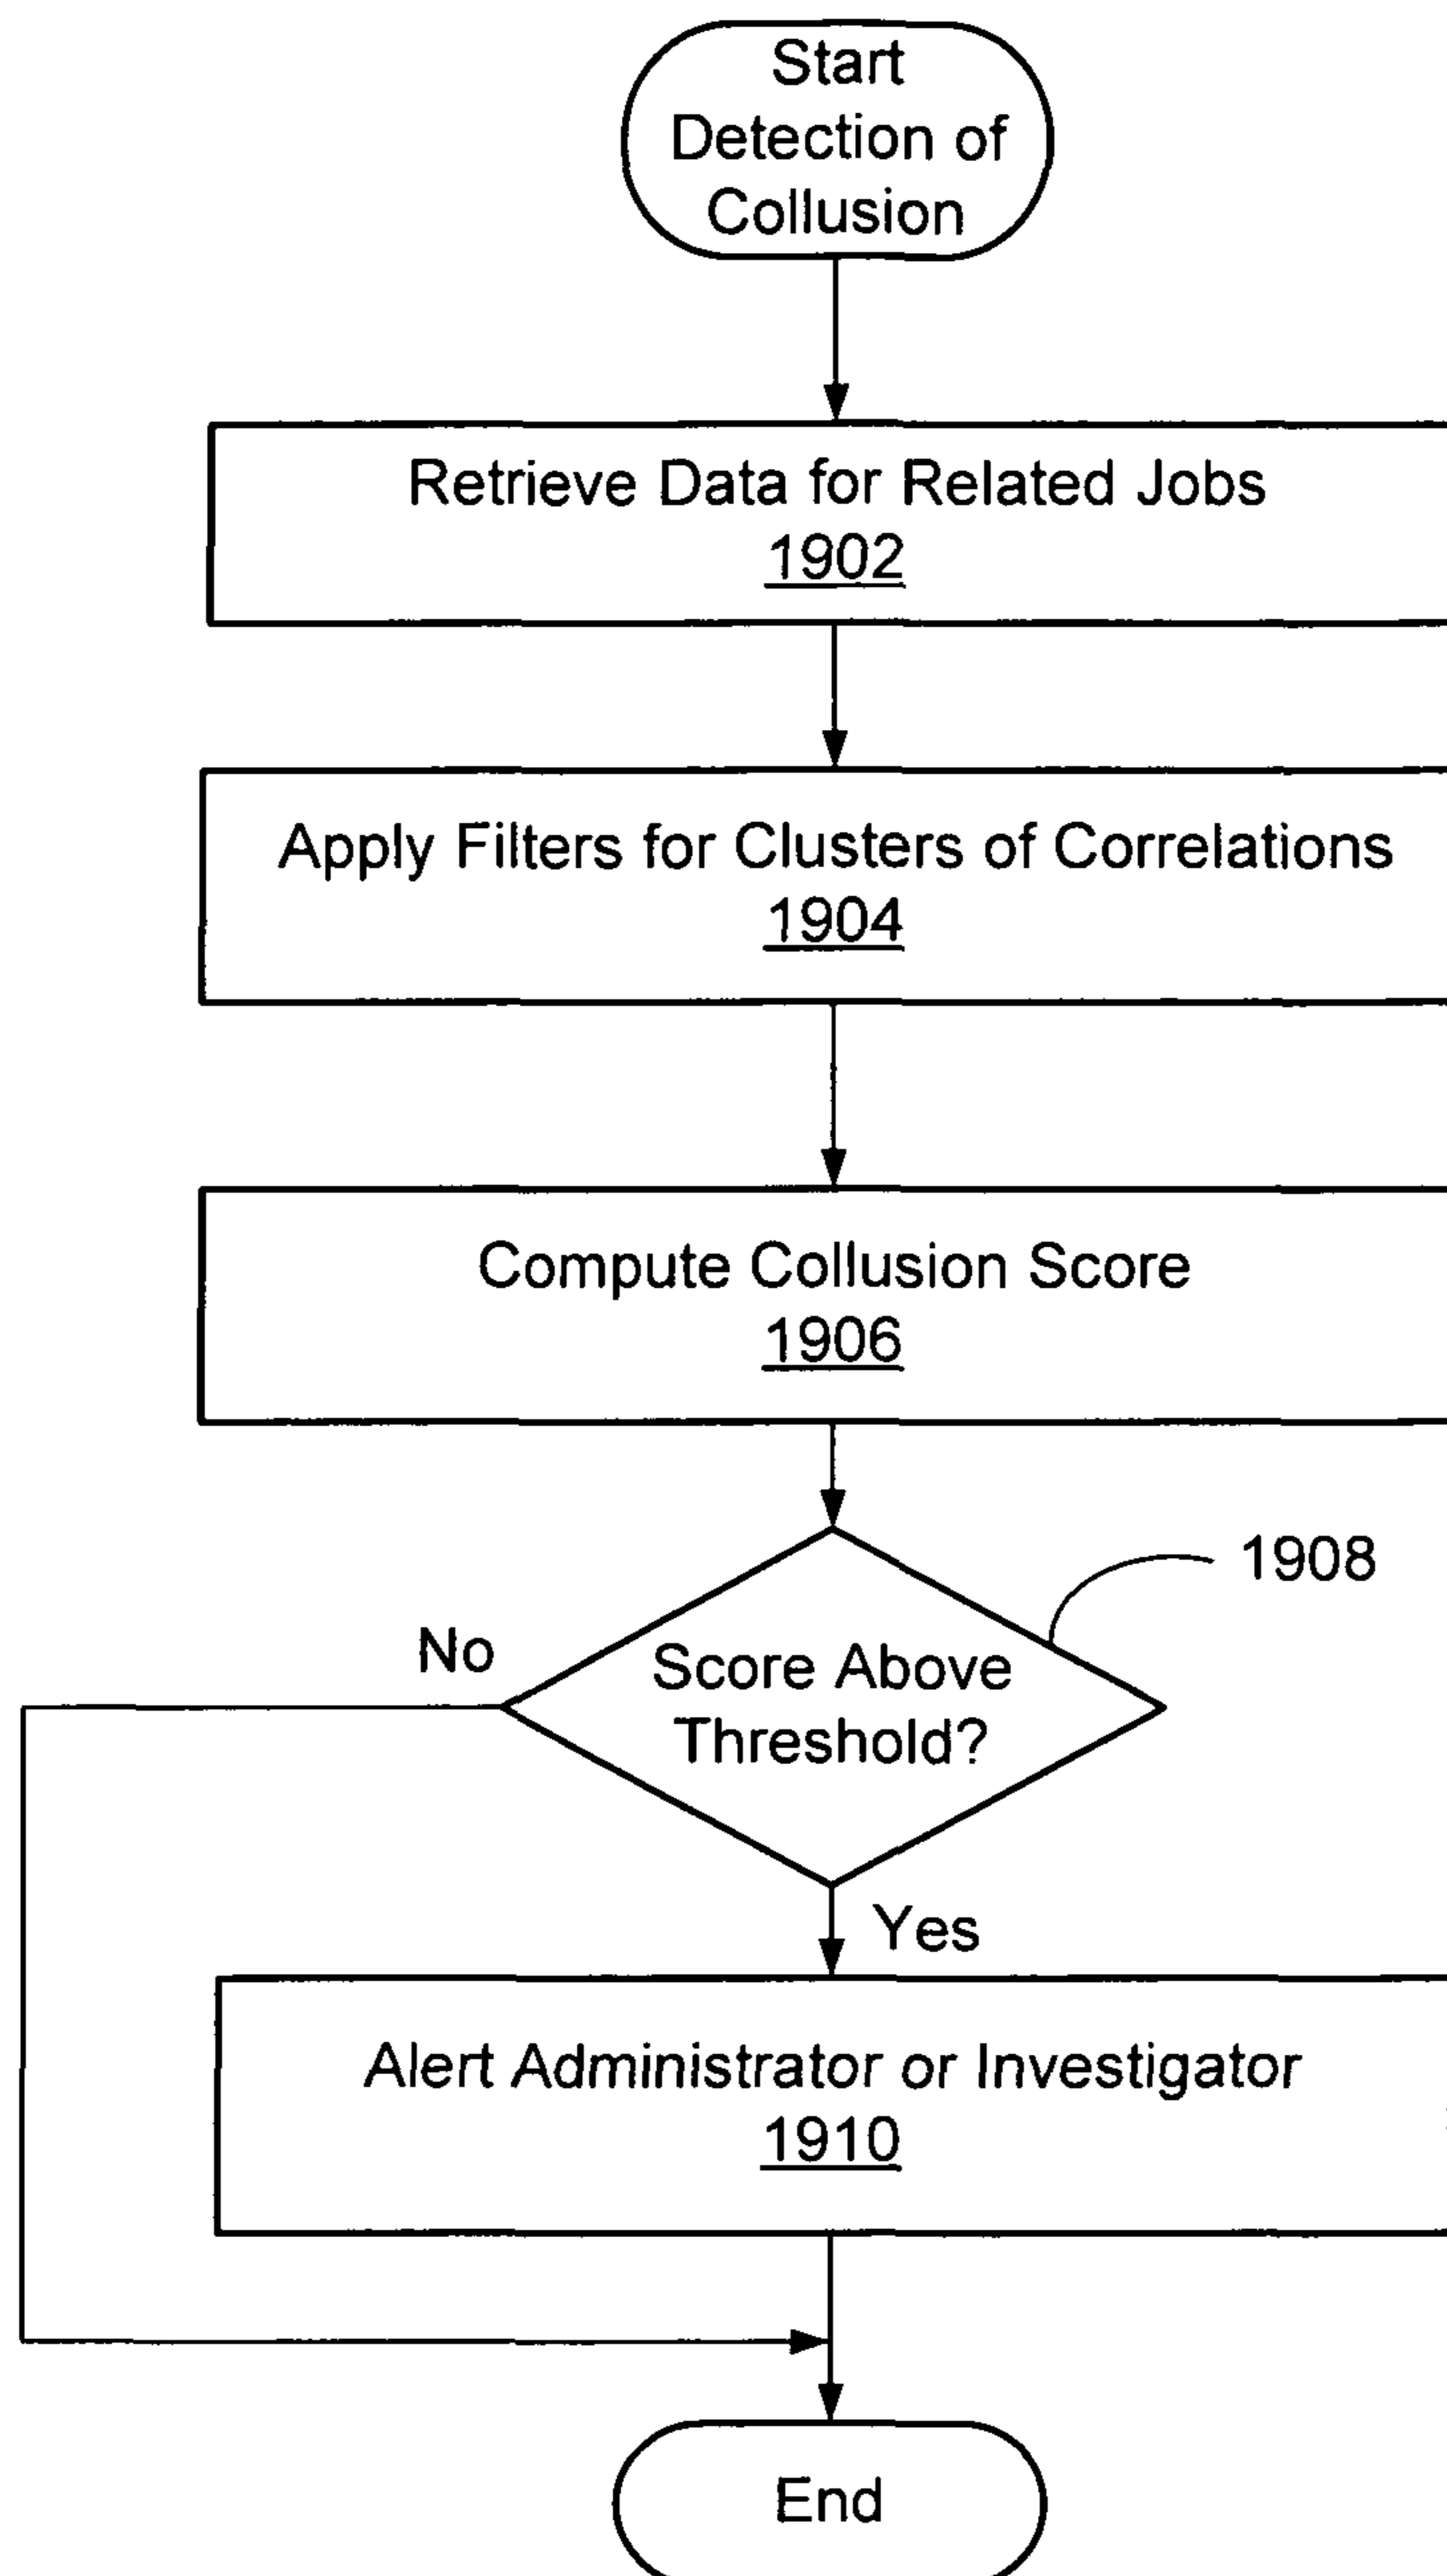 Start
Detection of
Collusion
Retrieve Data for Related Jobs
1902
Apply Filters for Clusters of Correlations
1904
Compute Collusion Score
1906
1908
No
Score Above
Threshold?
Yes
Alert Administrator or Investigator
1910
End